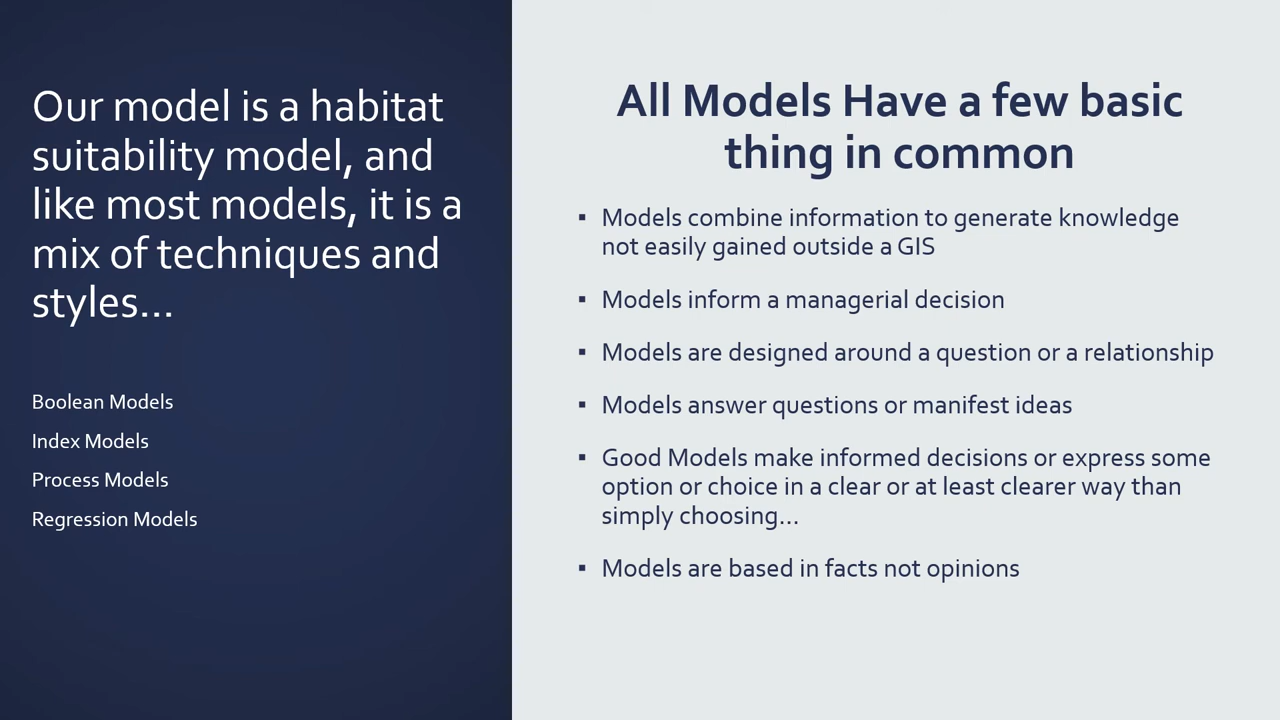 Our model is a habitat
suitability model, and
like most models, it is a
mix of techniques and
styles...
Boolean Models
Index Models
Process Models
Regression Models
All Models Have a few basic
thing in common
▪ Models combine information to generate knowledge
not easily gained outside a GIS
▪ Models inform a managerial decision
▪ Models are designed around a question or a relationship
▪ Models answer questions or manifest ideas
▪ Good Models make informed decisions or express some
option or choice in a clear or at least clearer way than
simply choosing...
▪ Models are based in facts not opinions